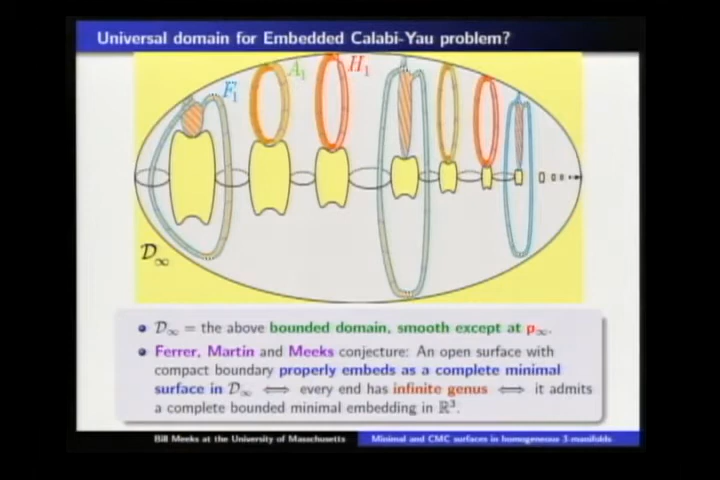 Universal domain for Embedded Calabi-Yau problem?
F₁ A₁ H₁
𝒟∞
𝒟∞ = the above bounded domain, smooth except at p∞.
Ferrer, Martin and Meeks conjecture: An open surface with
compact boundary properly embeds as a complete minimal
surface in 𝒟∞ ⟺ every end has infinite genus ⟺ it admits
a complete bounded minimal embedding in ℝ³.
Bill Meeks at the University of Massachusetts Minimal and CMC surfaces in homogeneous 3-manifolds